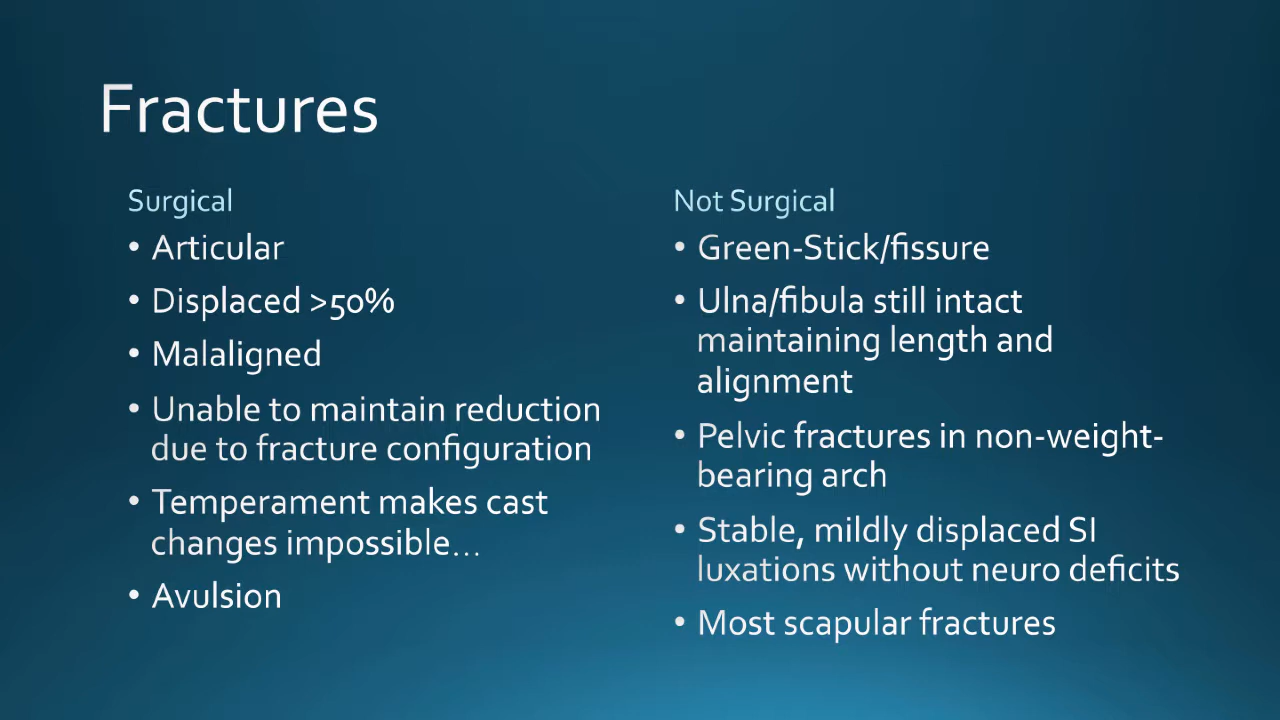 Fractures
Surgical
• Articular
• Displaced >50%
• Malaligned
• Unable to maintain reduction
due to fracture configuration
• Temperament makes cast
changes impossible…
• Avulsion
Not Surgical
• Green-Stick/fissure
• Ulna/fibula still intact
maintaining length and
alignment
• Pelvic fractures in non-weight-
bearing arch
• Stable, mildly displaced SI
luxations without neuro deficits
• Most scapular fractures